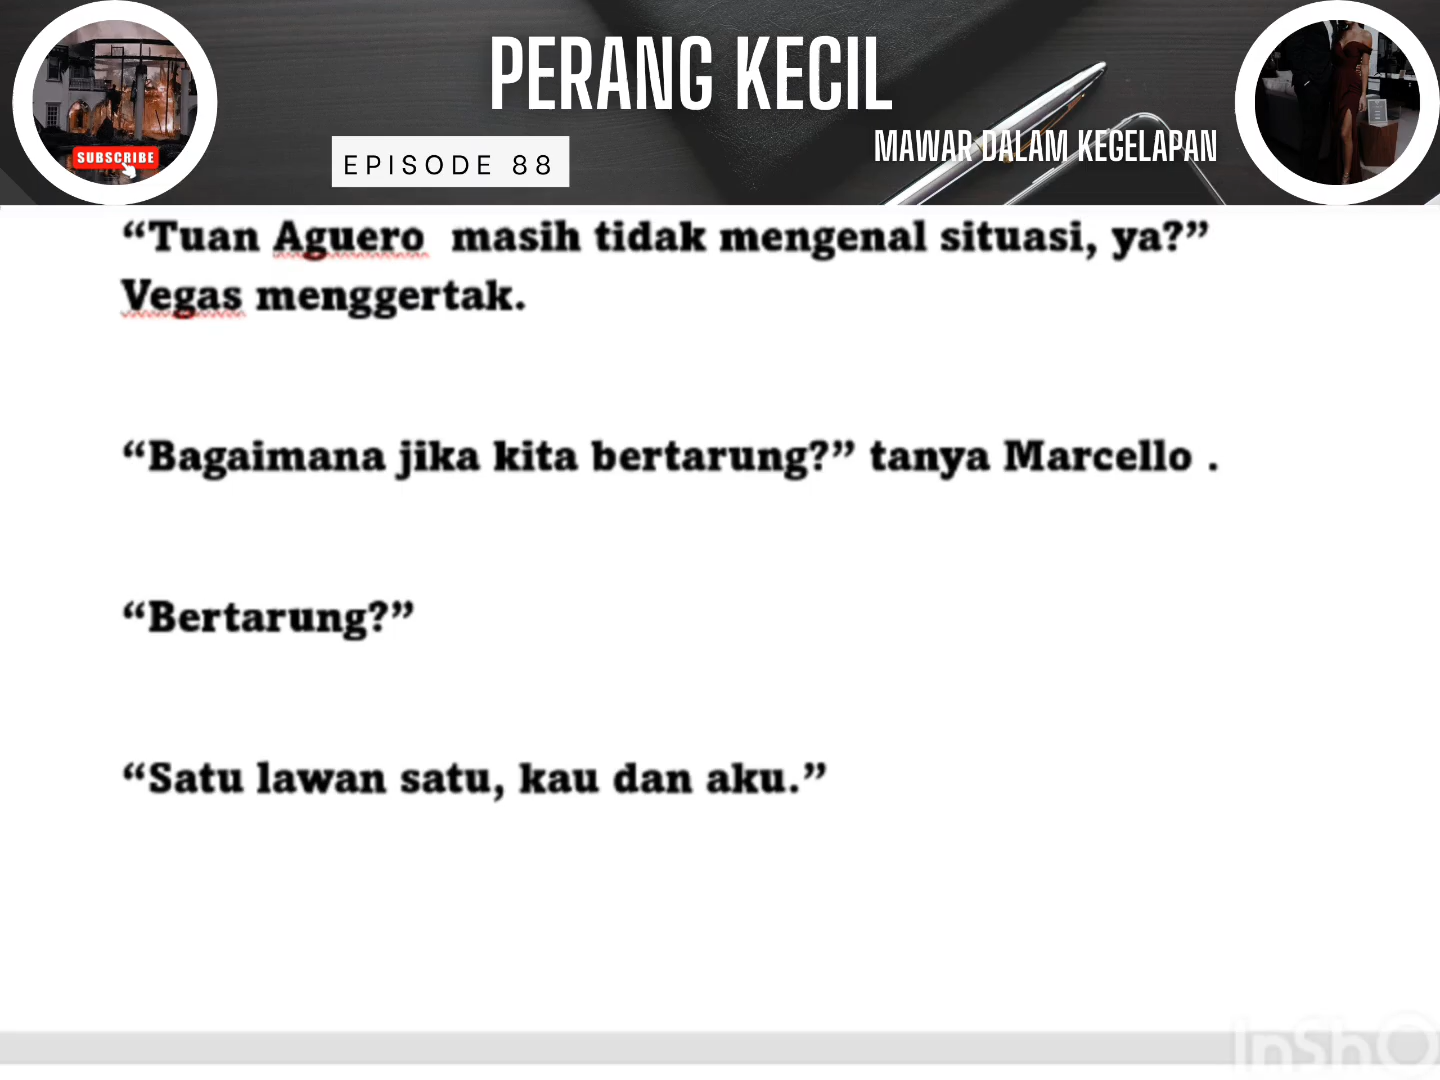 PERANG KECIL
MAWAR DALAM KEGELAPAN
EPISODE 88
SUBSCRIBE
“Tuan Aguero  masih tidak mengenal situasi, ya?”
Vegas menggertak.
“Bagaimana jika kita bertarung?” tanya Marcello .
“Bertarung?”
“Satu lawan satu, kau dan aku.”
InShO